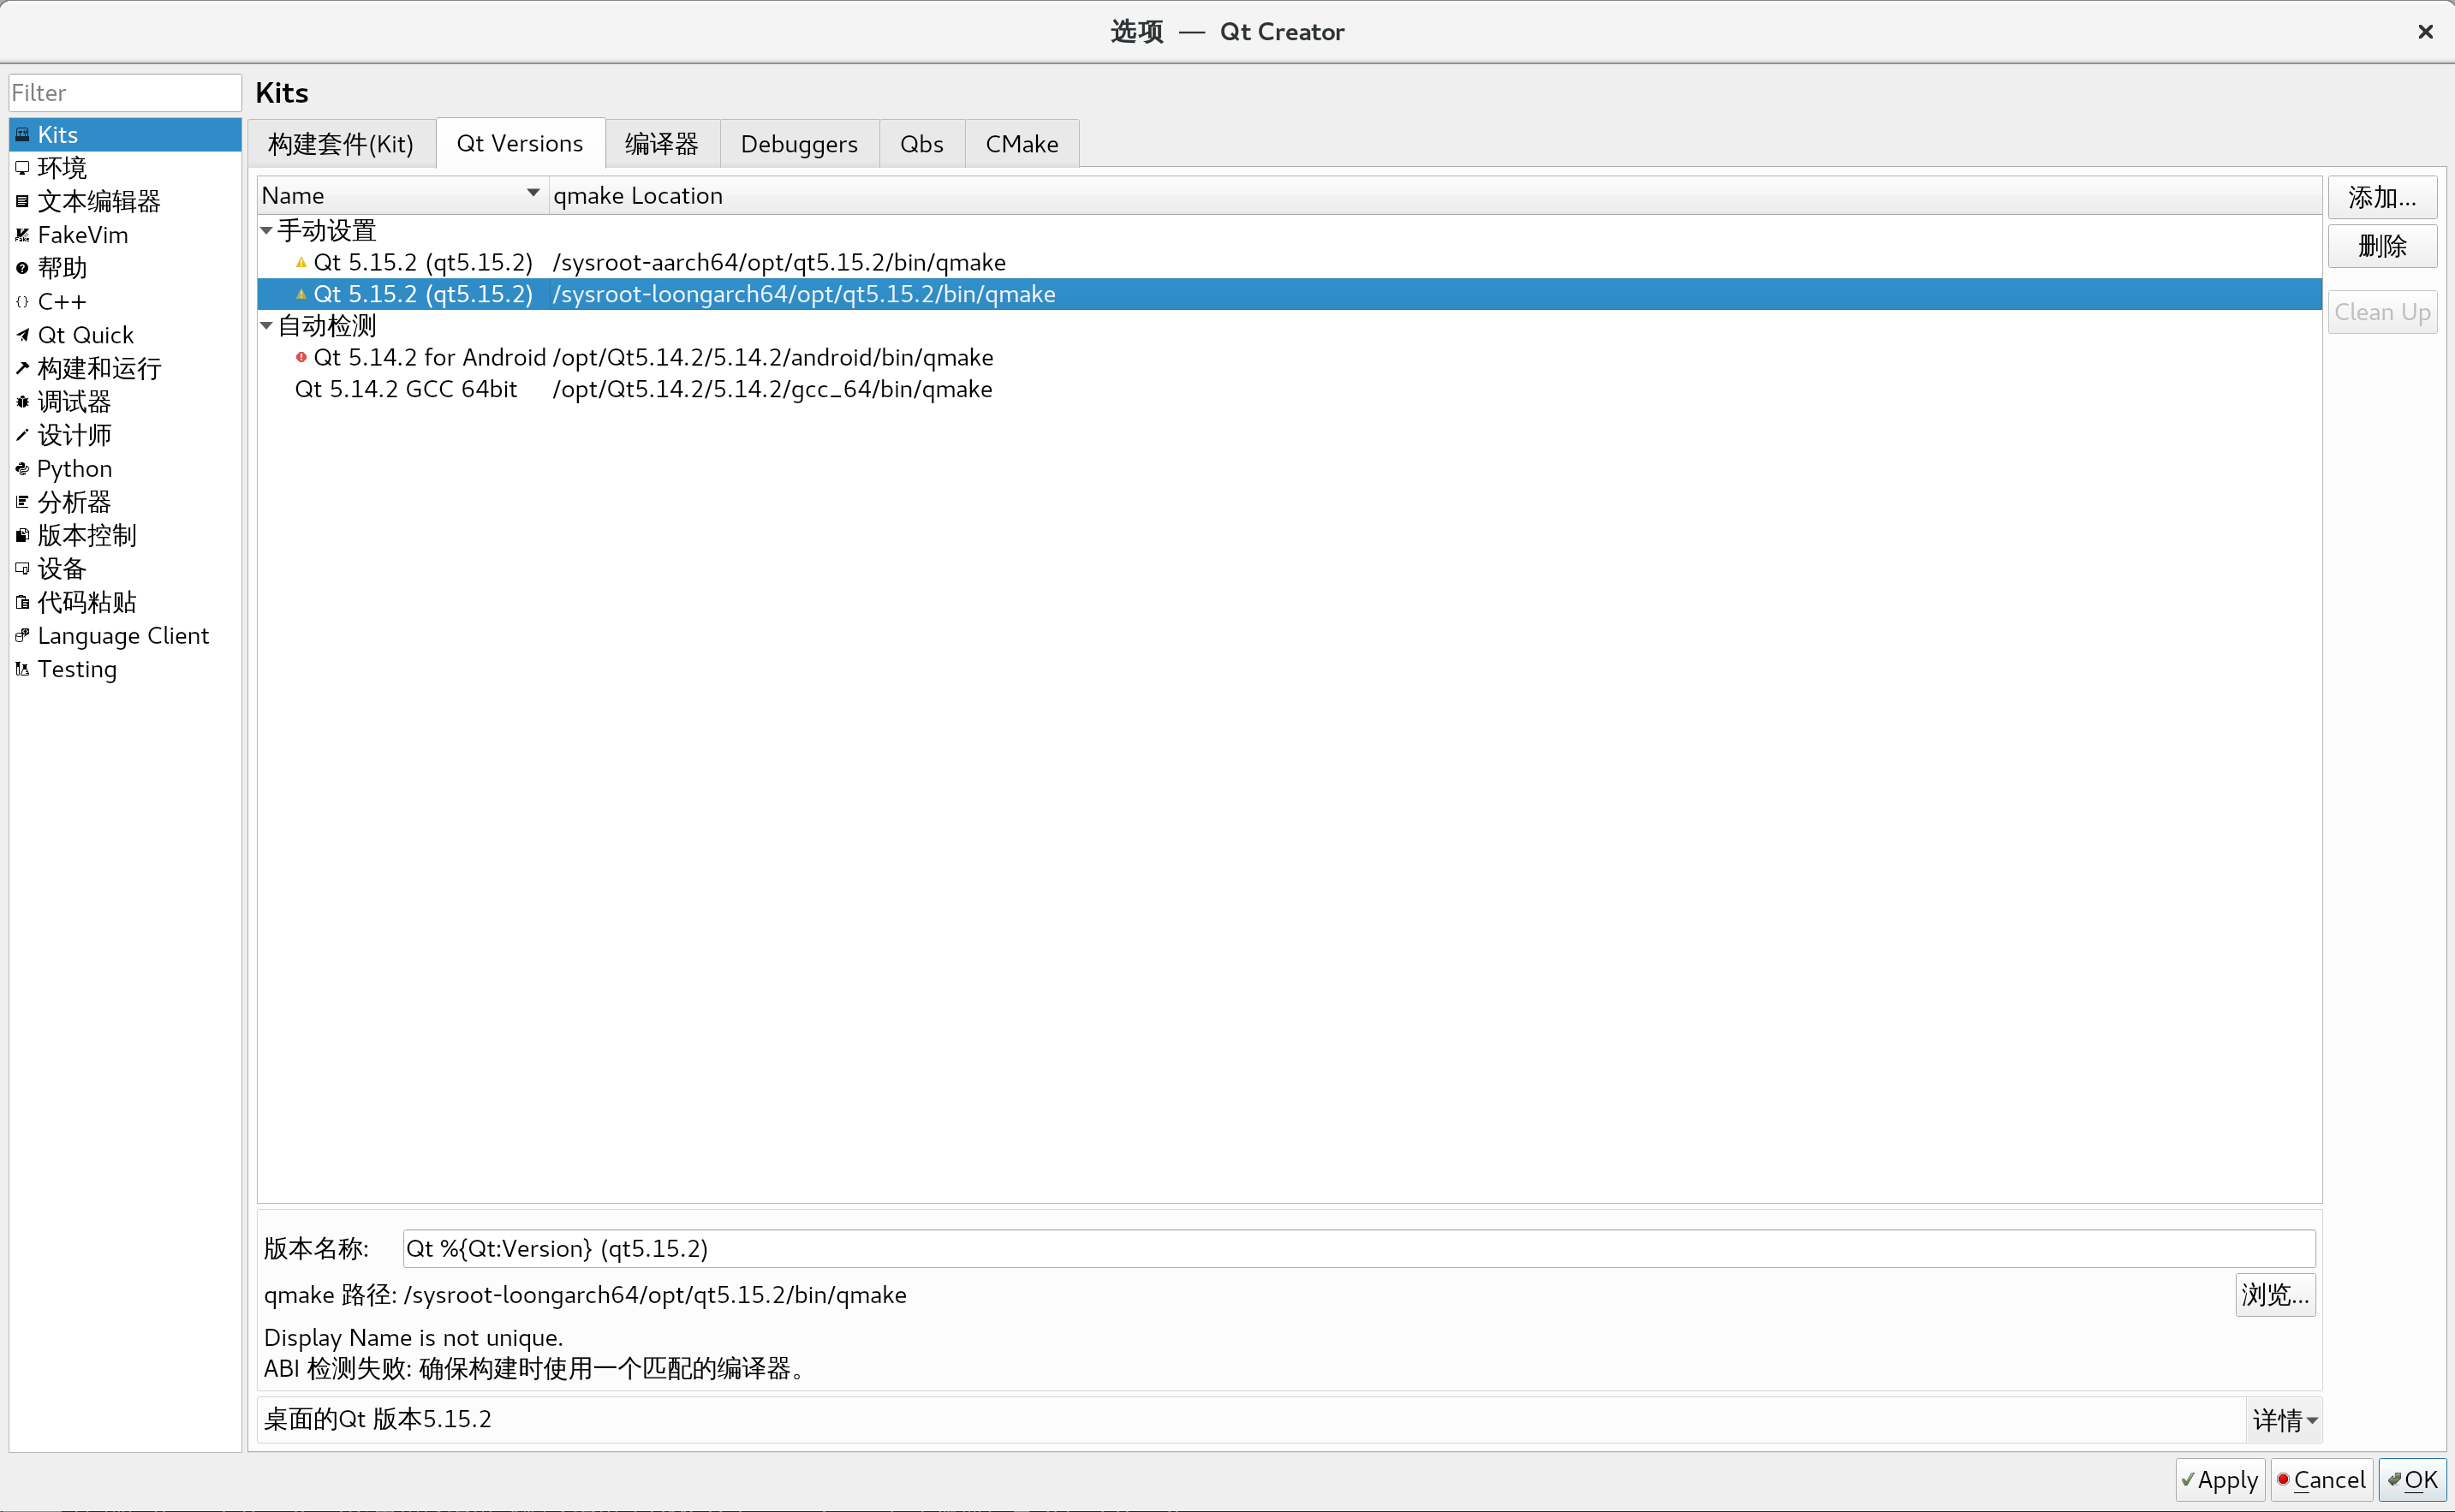 选项 — Qt Creator
Filter
Kits
环境
文本编辑器
FakeVim
帮助
C++
Qt Quick
构建和运行
调试器
设计师
Python
分析器
版本控制
设备
代码粘贴
Language Client
Testing
Kits
构建套件(Kit) Qt Versions 编译器 Debuggers Qbs CMake
Name qmake Location
手动设置
Qt 5.15.2 (qt5.15.2) /sysroot-aarch64/opt/qt5.15.2/bin/qmake
Qt 5.15.2 (qt5.15.2) /sysroot-loongarch64/opt/qt5.15.2/bin/qmake
自动检测
Qt 5.14.2 for Android /opt/Qt5.14.2/5.14.2/android/bin/qmake
Qt 5.14.2 GCC 64bit /opt/Qt5.14.2/5.14.2/gcc_64/bin/qmake
添加...
删除
Clean Up
版本名称: Qt %{Qt:Version} (qt5.15.2)
qmake 路径: /sysroot-loongarch64/opt/qt5.15.2/bin/qmake 浏览...
Display Name is not unique.
ABI 检测失败: 确保构建时使用一个匹配的编译器。
桌面的Qt 版本5.15.2 详情
Apply Cancel OK